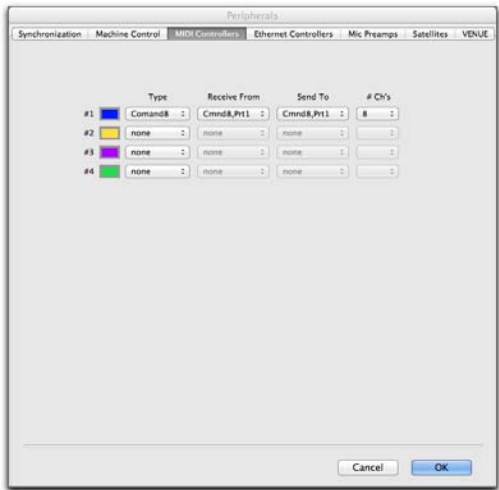 Peripherals
Synchronization Machine Control MIDI Controllers Ethernet Controllers Mic Preamps Satellites VENUE
Type Receive From Send To # Ch's
#1 Comand8 Cmnd8,Prt1 Cmnd8,Prt1 8
#2 none none none
#3 none none none
#4 none none none
Cancel OK